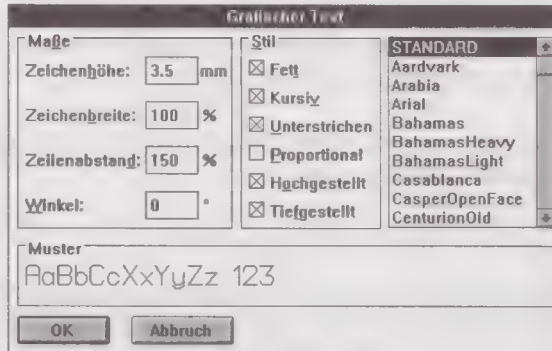 Grafischer Text
Maße
Zeichenhöhe: 3.5 mm
Zeichenbreite: 100 %
Zeilenabstand: 150 %
Winkel: 0 °
Stil
Fett
Kursiv
Unterstrichen
Proportional
Hochgestellt
Tiefgestellt
STANDARD
Aardvark
Arabia
Arial
Bahamas
BahamasHeavy
BahamasLight
Casablanca
CasperOpenFace
CenturionOld
Muster
AaBbCcXxYyZz 123
OK
Abbruch